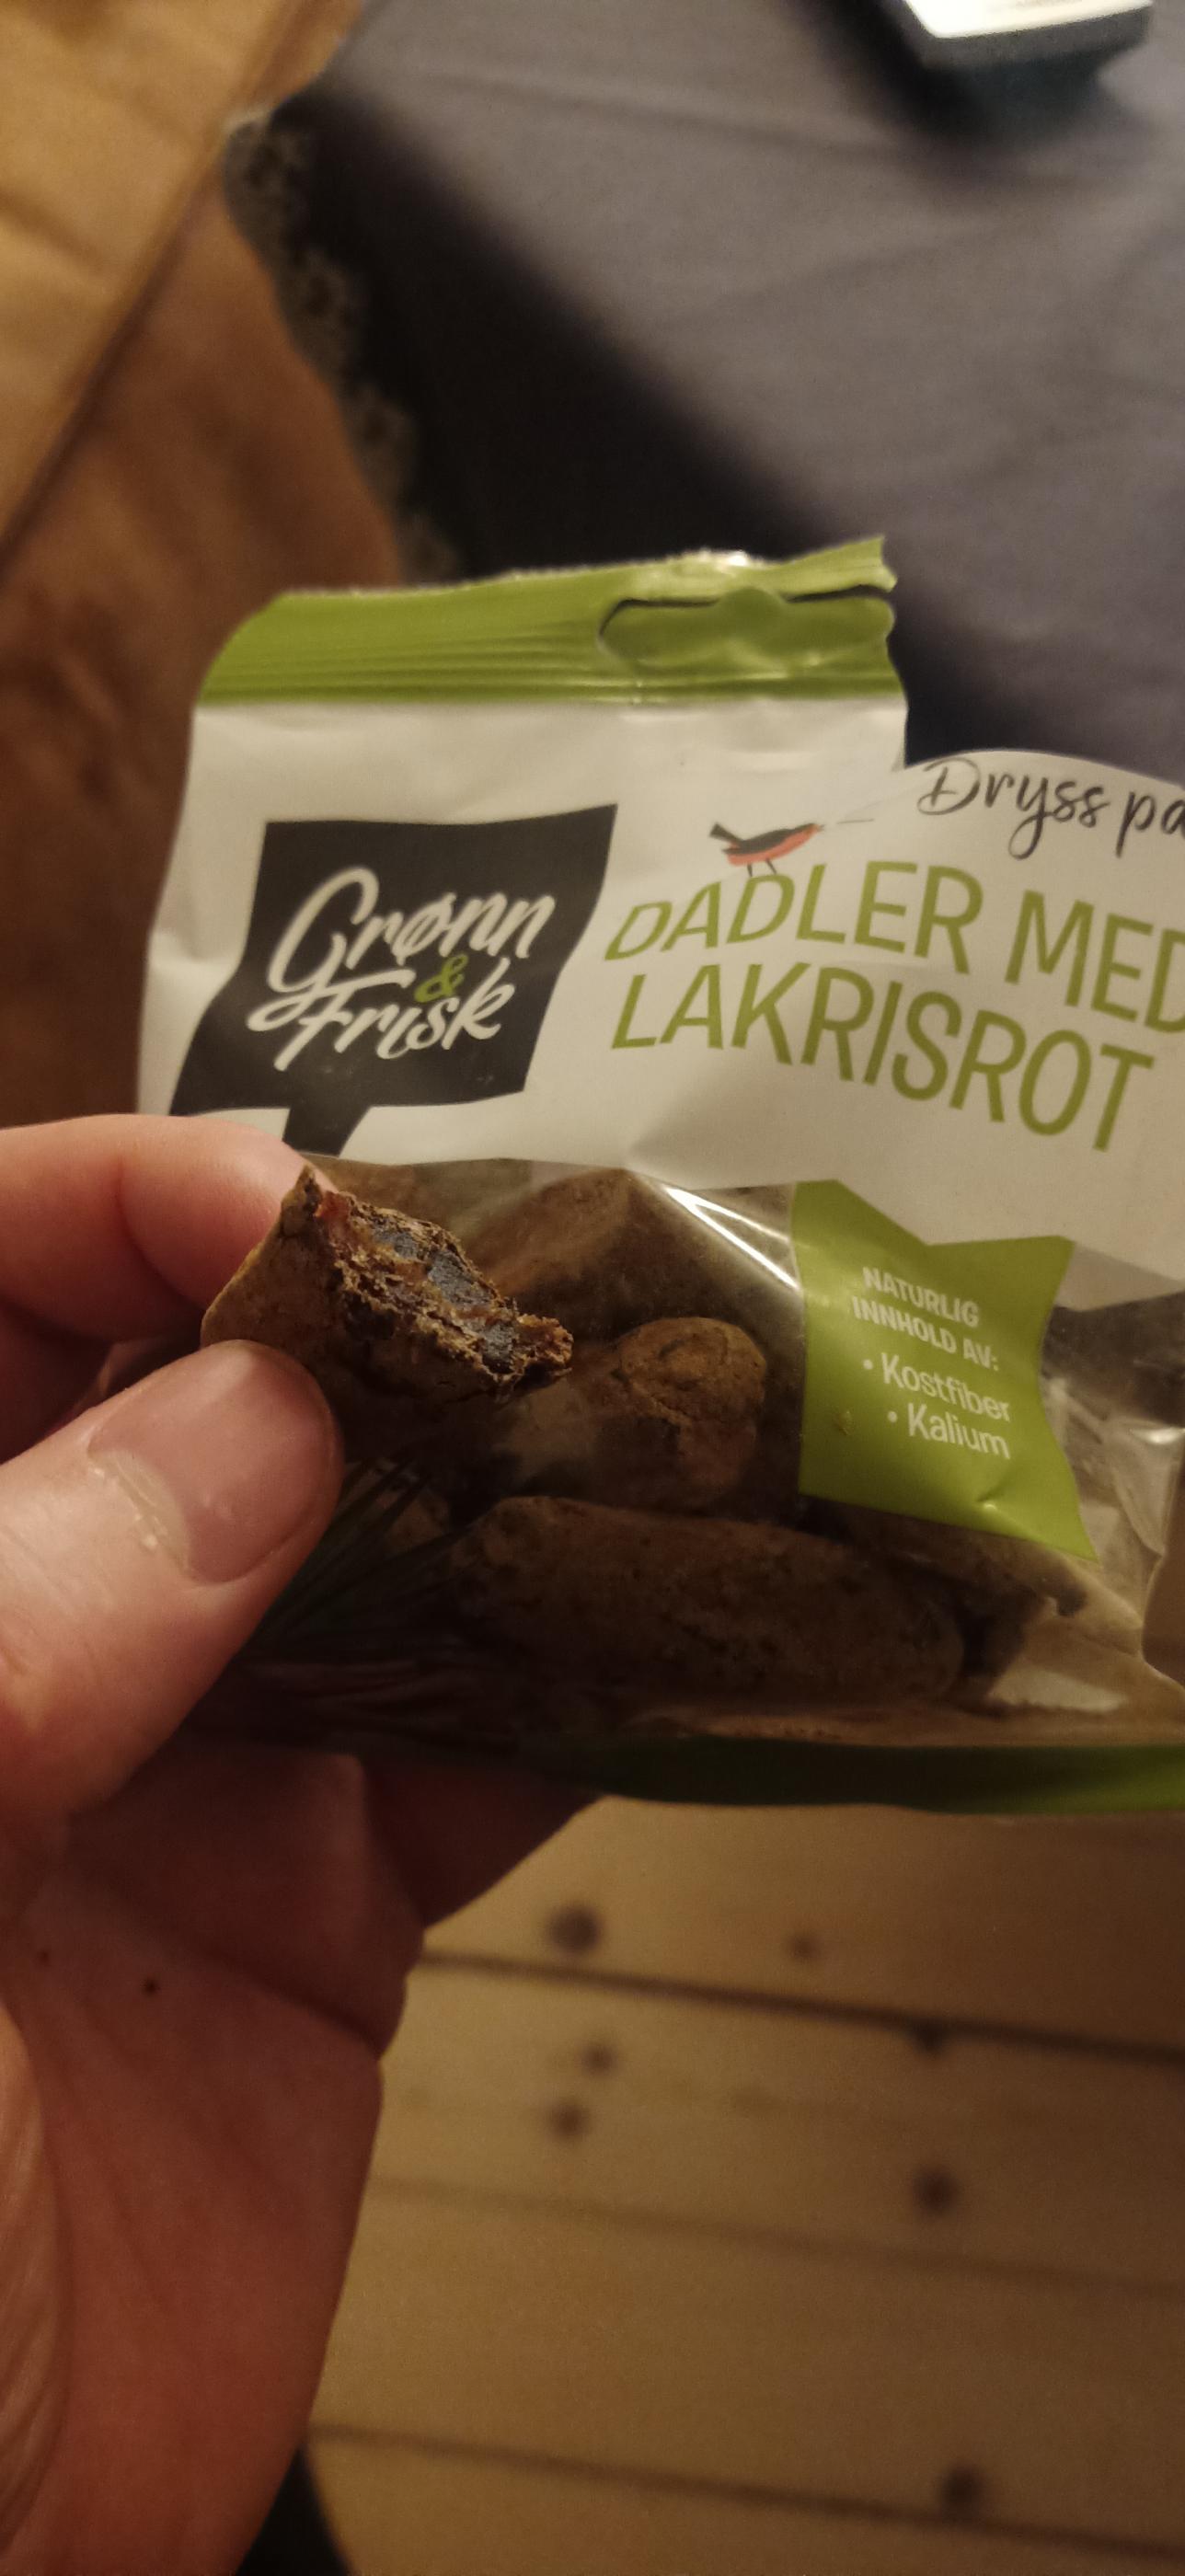 Grønn
&
Frisk
Dryss på
DADLER MED
LAKRISROT
NATURLIG
INNHOLD AV:
• Kostfiber
• Kalium